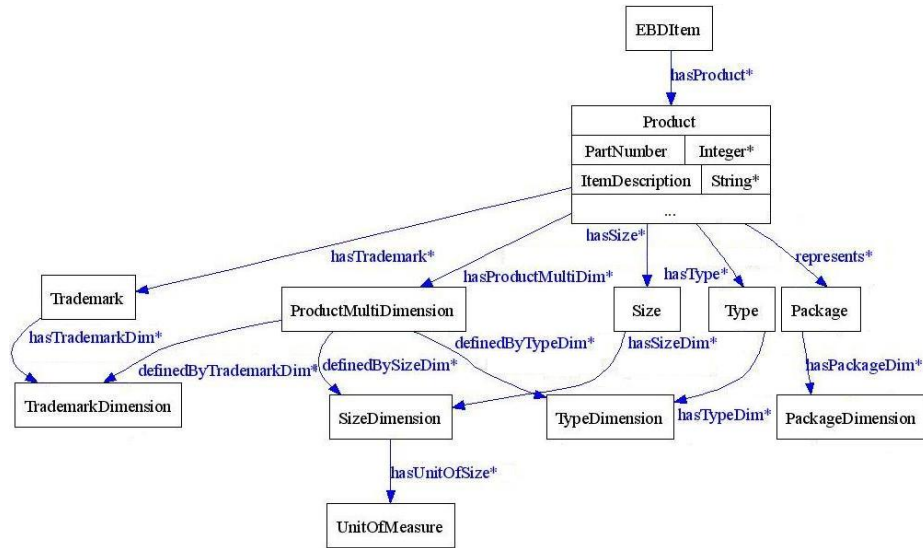 EBDItem
hasProduct*
Product
PartNumber Integer*
ItemDescription String*
...
hasSize*
hasTrademark*
hasProductMultiDim* hasType* represents*
Trademark ProductMultiDimension Size Type Package
hasTrademarkDim* definedByTypeDim* hasSizeDim*
definedByTrademarkDim* definedBySizeDim* hasPackageDim*
TrademarkDimension SizeDimension TypeDimension hasTypeDim* PackageDimension
hasUnitOfSize*
UnitOfMeasure